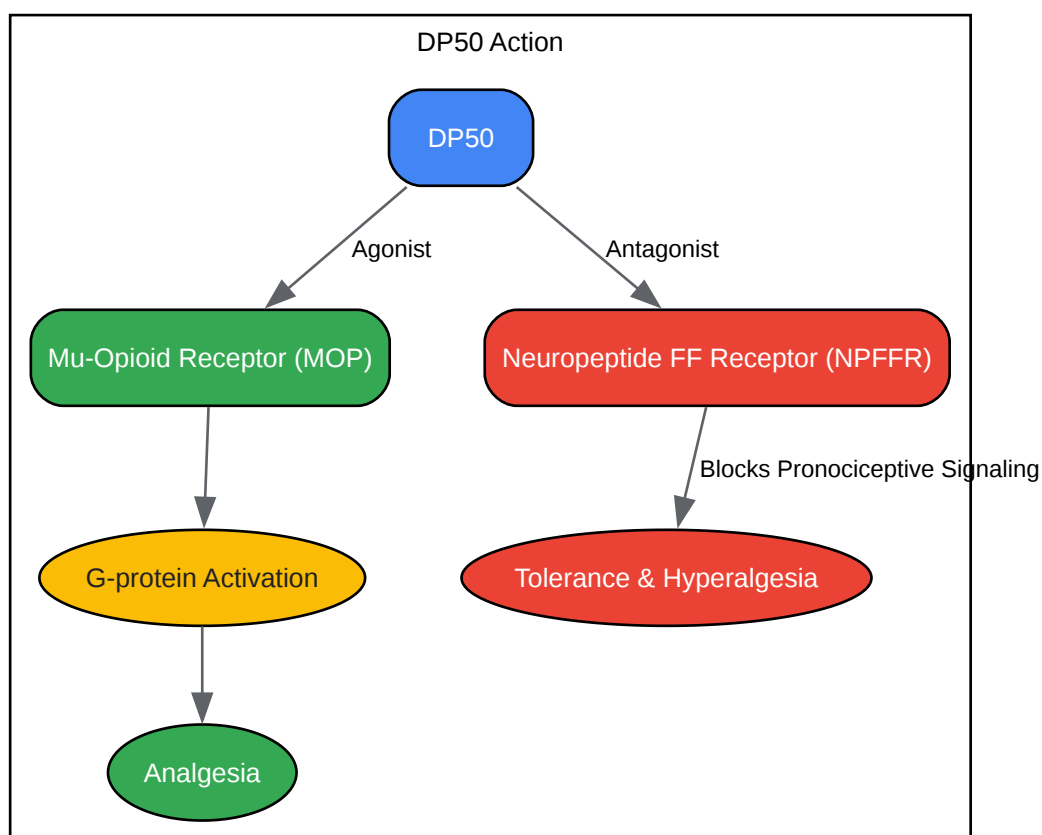 DP50 Action
DP50
Agonist
Antagonist
Mu-Opioid Receptor (MOP)
Neuropeptide FF Receptor (NPFFR)
Blocks Pronociceptive Signaling
G-protein Activation
Tolerance & Hyperalgesia
Analgesia